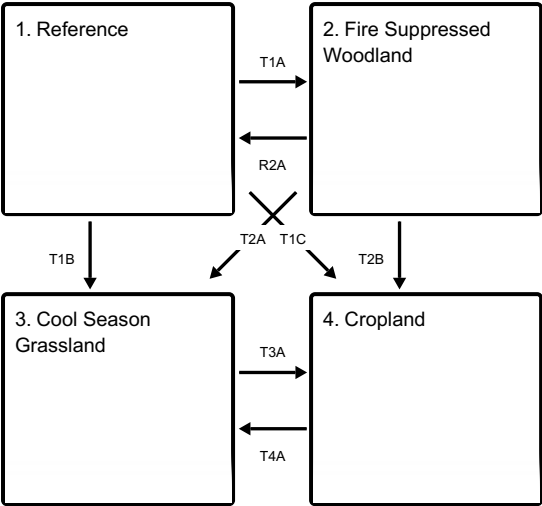 1. Reference
2. Fire Suppressed
Woodland
T1A
R2A
T1B
T2A
T1C
T2B
3. Cool Season
Grassland
4. Cropland
T3A
T4A